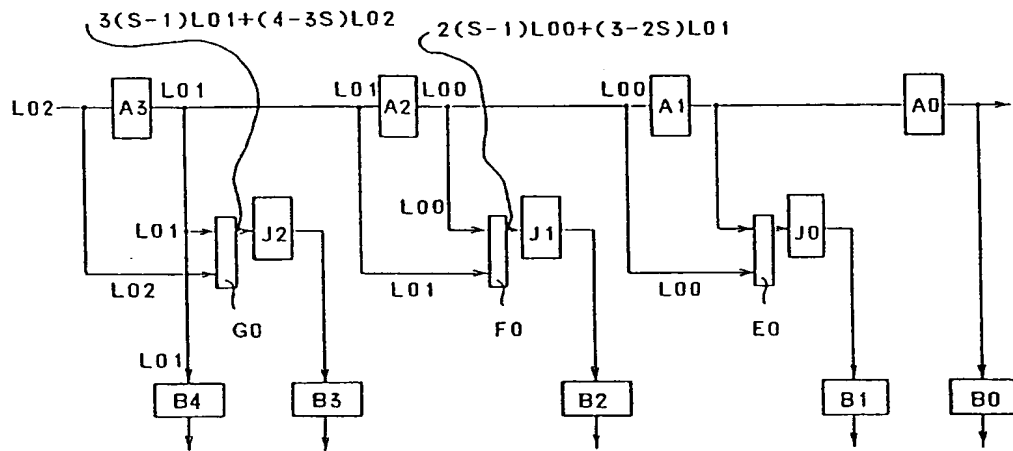 3(S-1)L01+(4-3S)L02
2(S-1)L00+(3-2S)L01
L02 A3 L01 L01 A2 L00 L00 A1 A0
L00
L01 J2 J1 J0
L02 L01 L00
G0 F0 E0
L01
B4 B3 B2 B1 B0